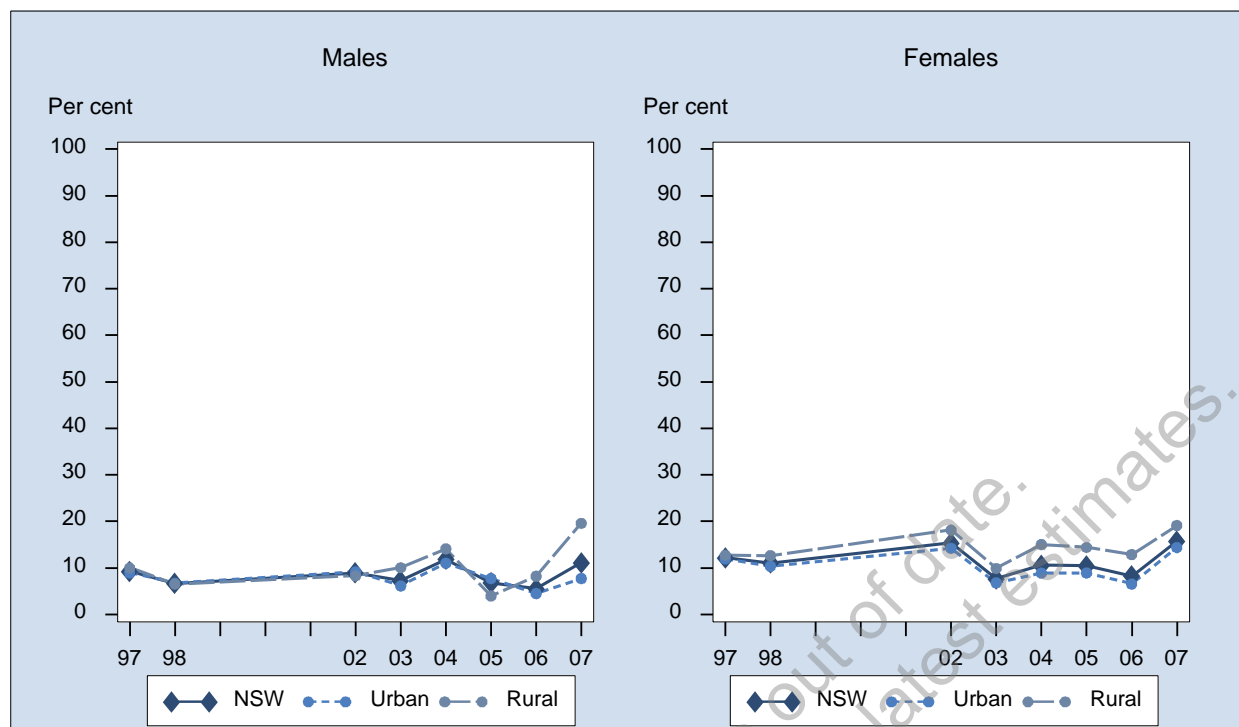 Males
Per cent
100
90
80
70
60
50
40
30
20
10
0
97 98 02 03 04 05 06 07
NSW Urban Rural
Females
Per cent
100
90
80
70
60
50
40
30
20
10
0
97 98 02 03 04 05 06 07
NSW Urban Rural
out of date.
latest estimates.